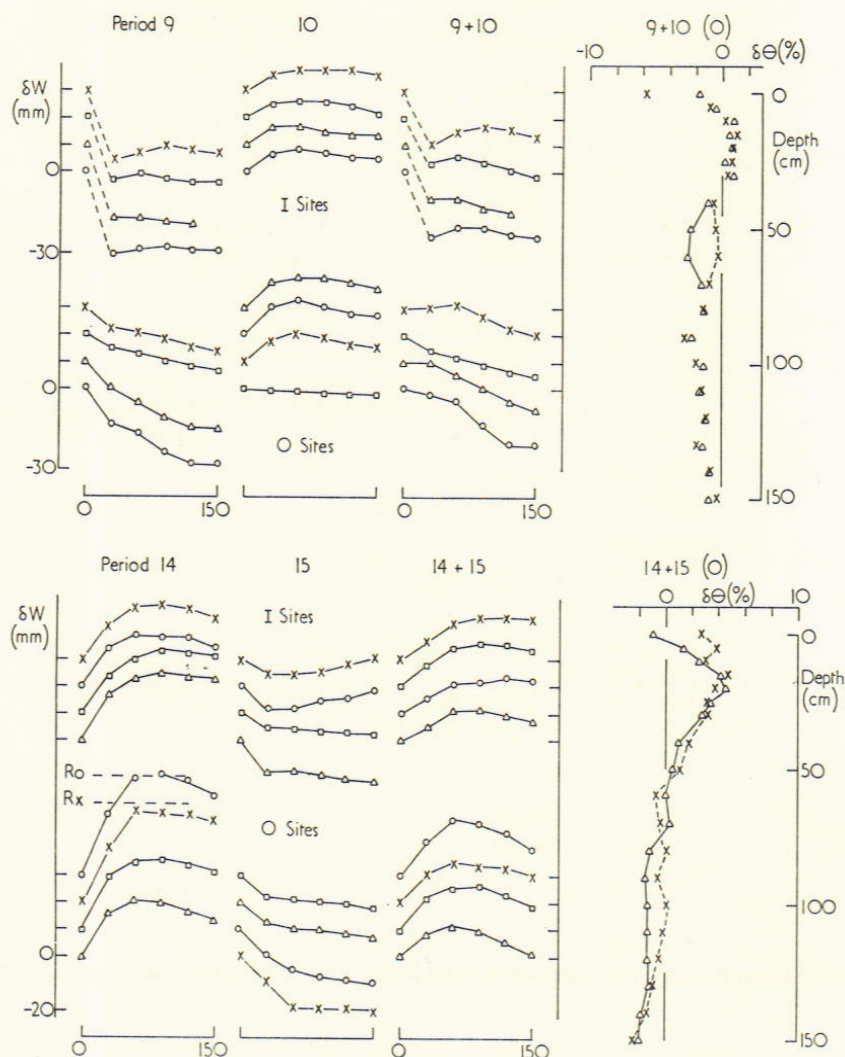 Period 9 10 9+10 9+10 (O)
-10 0 δΘ(%)
δW
(mm)
0
-30
I Sites
0
-30
O Sites
0 150 0 150
0
Depth
(cm)
50
100
150
Period 14 15 14 + 15 14+15 (O)
0 δΘ(%) 10
δW
(mm)
I Sites
0
Depth
(cm)
50
Ro
Rx
O Sites
100
0
-20
150
0 150 0 150